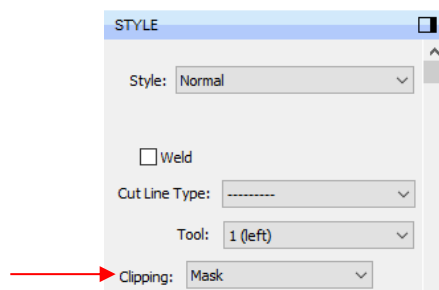 STYLE
Style: Normal
Weld
Cut Line Type: ---------
Tool: 1 (left)
Clipping: Mask